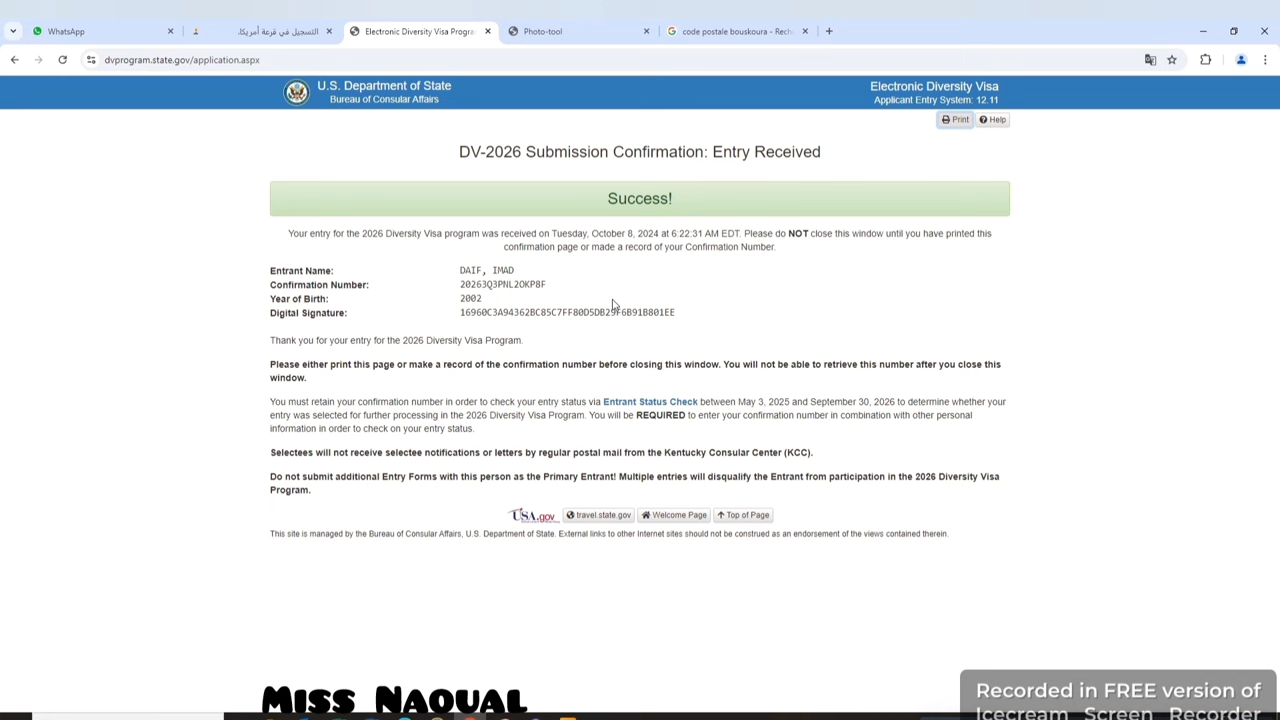 WhatsApp
التسجيل في قرعة أمريكا
Electronic Diversity Visa Progra
Photo-tool
code postale bouskoura - Rech
dvprogram.state.gov/application.aspx
U.S. Department of State
Bureau of Consular Affairs
Electronic Diversity Visa
Applicant Entry System: 12.11
Print
Help
DV-2026 Submission Confirmation: Entry Received
Success!
Your entry for the 2026 Diversity Visa program was received on Tuesday, October 8, 2024 at 6:22:31 AM EDT. Please do NOT close this window until you have printed this
confirmation page or made a record of your Confirmation Number.
Entrant Name: DAIF, IMAD
Confirmation Number: 20263Q3PNL2OKP8F
Year of Birth: 2002
Digital Signature: 16960C3A94362BC85C7FF80D5DB29F6B91B801EE
Thank you for your entry for the 2026 Diversity Visa Program.
Please either print this page or make a record of the confirmation number before closing this window. You will not be able to retrieve this number after you close this
window.
You must retain your confirmation number in order to check your entry status via Entrant Status Check between May 3, 2025 and September 30, 2026 to determine whether your
entry was selected for further processing in the 2026 Diversity Visa Program. You will be REQUIRED to enter your confirmation number in combination with other personal
information in order to check on your entry status.
Selectees will not receive selectee notifications or letters by regular postal mail from the Kentucky Consular Center (KCC).
Do not submit additional Entry Forms with this person as the Primary Entrant! Multiple entries will disqualify the Entrant from participation in the 2026 Diversity Visa
Program.
USA.gov
travel.state.gov
Welcome Page
Top of Page
This site is managed by the Bureau of Consular Affairs, U.S. Department of State. External links to other Internet sites should not be construed as an endorsement of the views contained therein.
MISS NAOUAL
Recorded in FREE version of
Icecream Screen Recorder